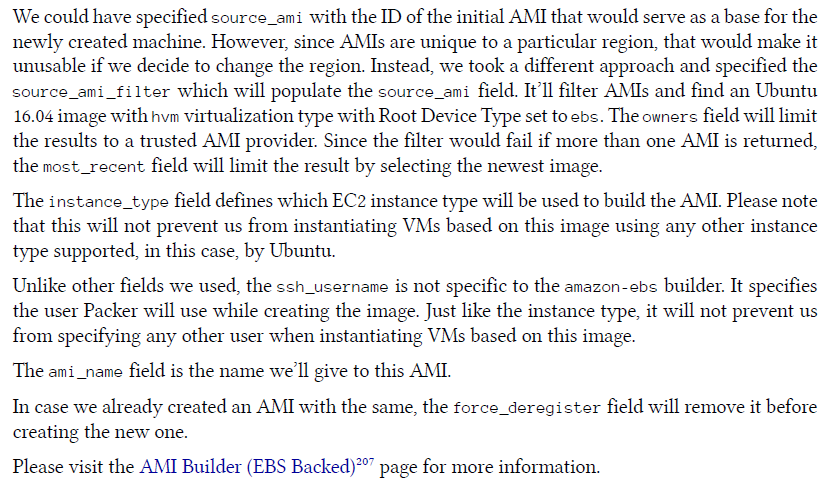 We could have specified source_ami with the ID of the initial AMI that would serve as a base for the
newly created machine. However, since AMIs are unique to a particular region, that would make it
unusable if we decide to change the region. Instead, we took a different approach and specified the
source_ami_filter which will populate the source_ami field. It’ll filter AMIs and find an Ubuntu
16.04 image with hvm virtualization type with Root Device Type set to ebs. The owners field will limit
the results to a trusted AMI provider. Since the filter would fail if more than one AMI is returned,
the most_recent field will limit the result by selecting the newest image.
The instance_type field defines which EC2 instance type will be used to build the AMI. Please note
that this will not prevent us from instantiating VMs based on this image using any other instance
type supported, in this case, by Ubuntu.
Unlike other fields we used, the ssh_username is not specific to the amazon-ebs builder. It specifies
the user Packer will use while creating the image. Just like the instance type, it will not prevent us
from specifying any other user when instantiating VMs based on this image.
The ami_name field is the name we’ll give to this AMI.
In case we already created an AMI with the same, the force_deregister field will remove it before
creating the new one.
Please visit the AMI Builder (EBS Backed)²⁰⁷ page for more information.